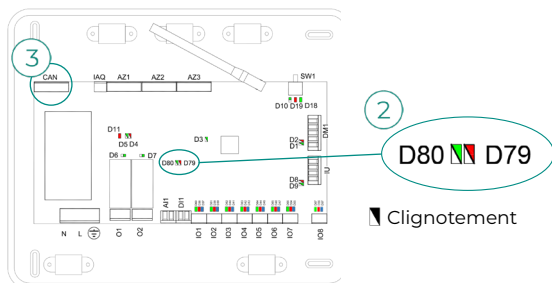 3
CAN
IAQ
AZ1
AZ2
AZ3
SW1
D10 D19 D18
D11
D5 D4
D3
D2
D1
DM1
D6
D7
D80 D79
IU
D8
D9
AI1
DI1
N
L
O1
O2
IO1
IO2
IO3
IO4
IO5
IO6
IO7
IO8
2
D80 D79
Clignotement